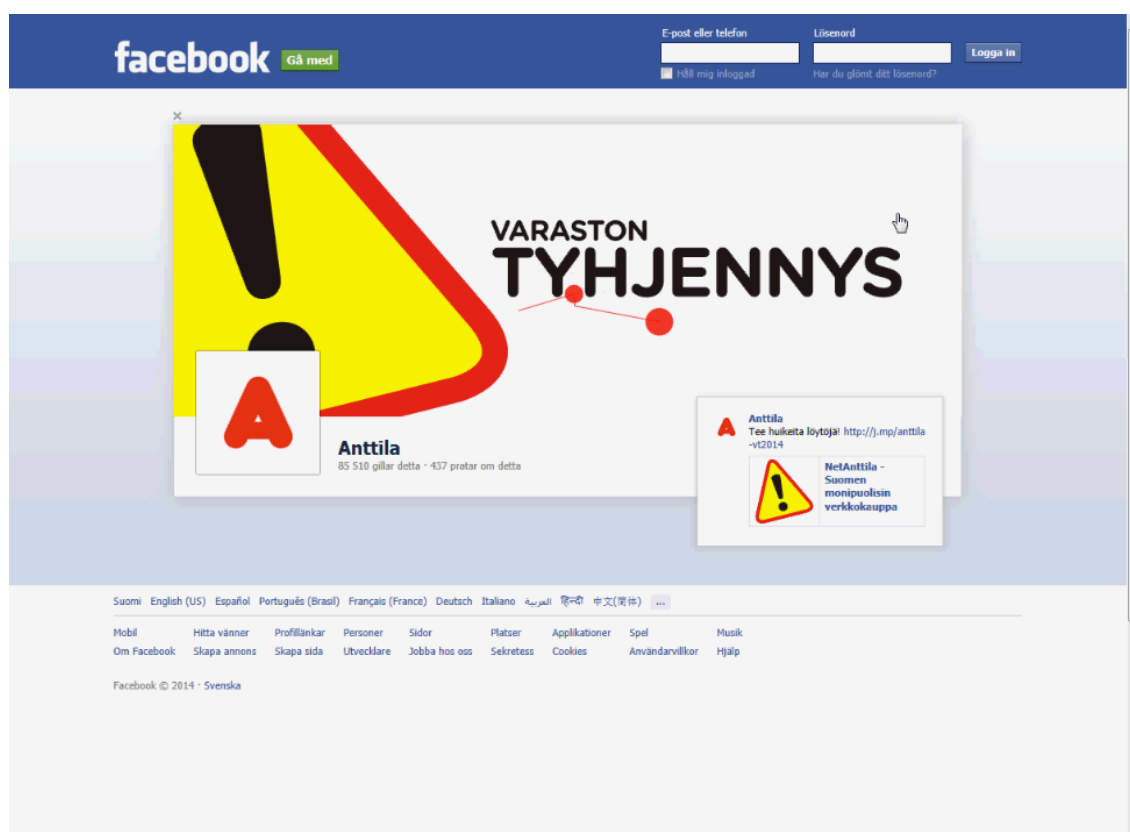 E-post eller telefon Lösenord
facebook Gå med Logga in
Håll mig inloggad Har du glömt ditt lösenord?
VARASTON
TYHJENNYS
A
Anttila
85 510 gillar detta · 437 pratar om detta
A Anttila
Tee huikeita löytöjä! http://j.mp/anttila
-vt2014
NetAnttila -
Suomen
monipuolisin
verkkokauppa
Suomi English (US) Español Português (Brasil) Français (France) Deutsch Italiano العربية हिन्दी 中文(简体) ...
Mobil Hitta vänner Profillänkar Personer Sidor Platser Applikationer Spel Musik
Om Facebook Skapa annons Skapa sida Utvecklare Jobba hos oss Sekretess Cookies Användarvillkor Hjälp
Facebook © 2014 · Svenska